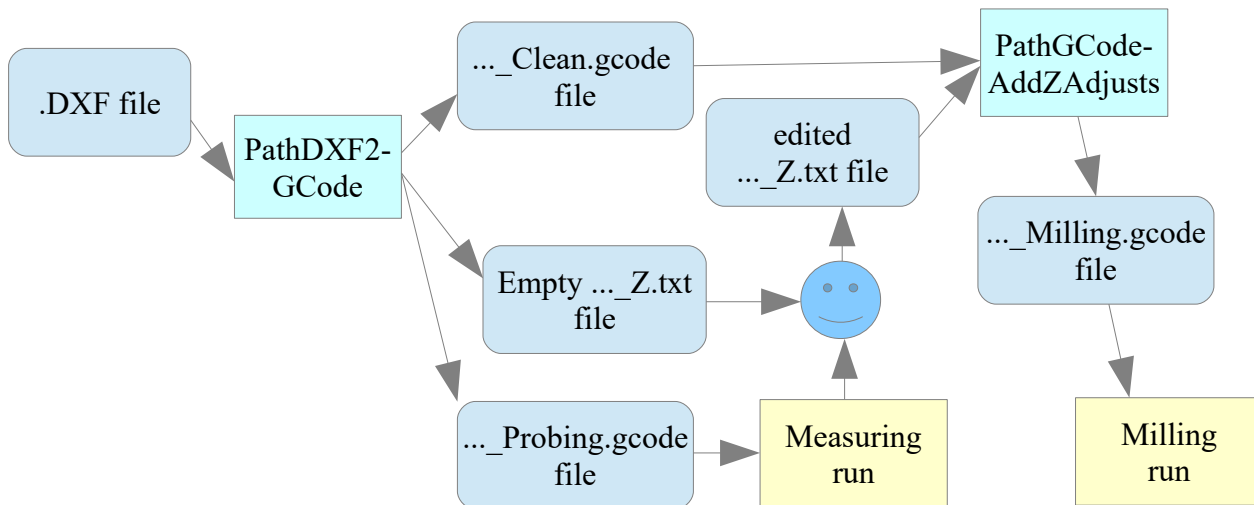 .DXF file
PathDXF2-
GCode
..._Clean.gcode
file
Empty ..._Z.txt
file
..._Probing.gcode
file
Measuring
run
edited
..._Z.txt file
PathGCode-
AddZAdjusts
..._Milling.gcode
file
Milling
run